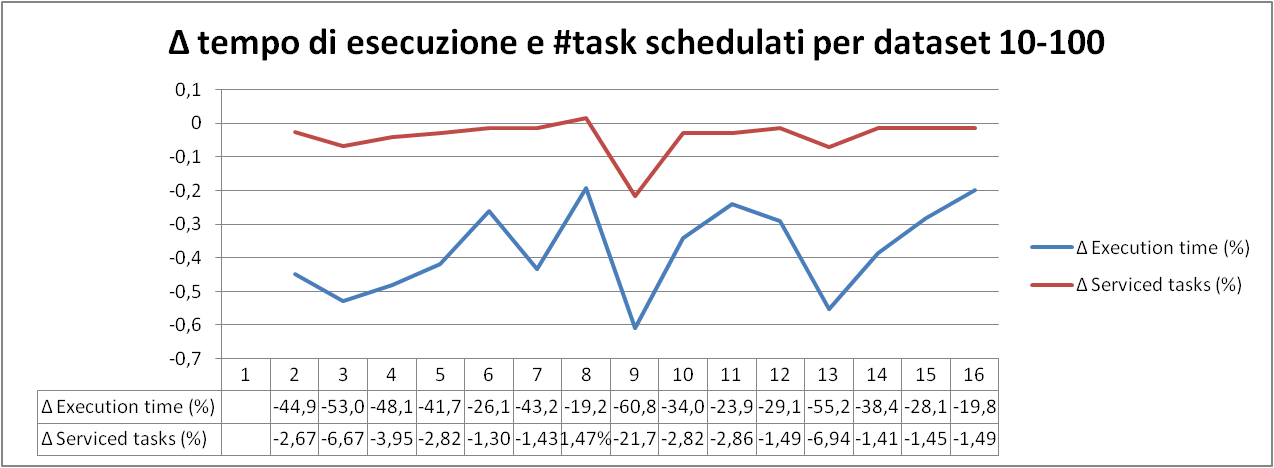 Δ tempo di esecuzione e #task schedulati per dataset 10-100
0,1
0
-0,1
-0,2
-0,3
-0,4
-0,5
-0,6
-0,7
1 2 3 4 5 6 7 8 9 10 11 12 13 14 15 16
Δ Execution time (%) -44,9 -53,0 -48,1 -41,7 -26,1 -43,2 -19,2 -60,8 -34,0 -23,9 -29,1 -55,2 -38,4 -28,1 -19,8
Δ Serviced tasks (%) -2,67 -6,67 -3,95 -2,82 -1,30 -1,43 1,47% -21,7 -2,82 -2,86 -1,49 -6,94 -1,41 -1,45 -1,49
Δ Execution time (%)
Δ Serviced tasks (%)